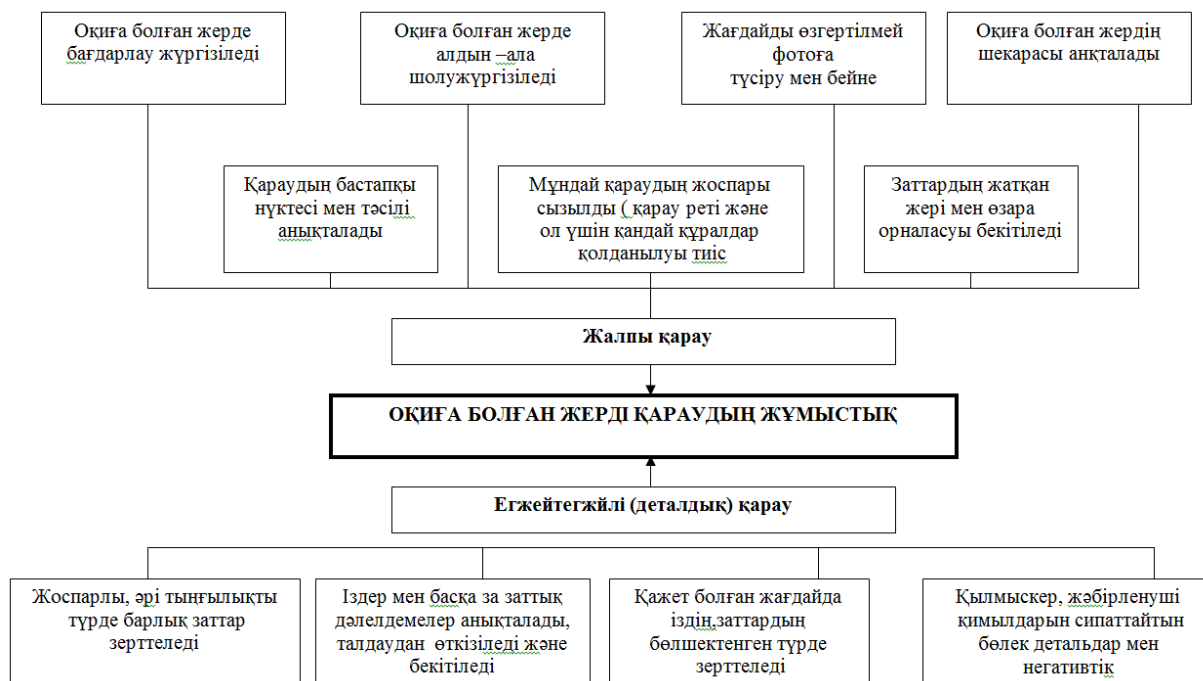 Оқиға болған жерде
бағдарлау жүргізіледі
Оқиға болған жерде
алдын –ала
шолужүргізіледі
Жағдайды өзгертілмей
фотоға
түсіру мен бейне
Оқиға болған жердің
шекарасы анқталады
Қараудың бастапқы
нүктесі мен тәсілі
анықталады
Мұндай қараудың жоспары
сызылды ( қарау реті және
ол үшін қандай құралдар
қолданылуы тиіс
Заттардың жатқан
жері мен өзара
орналасуы бекітіледі
Жалпы қарау
ОҚИҒА БОЛҒАН ЖЕРДІ ҚАРАУДЫҢ ЖҰМЫСТЫҚ
Егжейтегжйлі (деталдық) қарау
Жоспарлы, әрі тыңғылықты
түрде барлық заттар
зерттеледі
Іздер мен басқа за заттық
дәлелдемелер анықталады,
талдаудан өткізіледі және
бекітіледі
Қажет болған жағдайда
іздің,заттардың
бөлшектенген түрде
зерттеледі
Қылмыскер, жәбірленуші
қимылдарын сипаттайтын
бөлек детальдар мен
негативтік